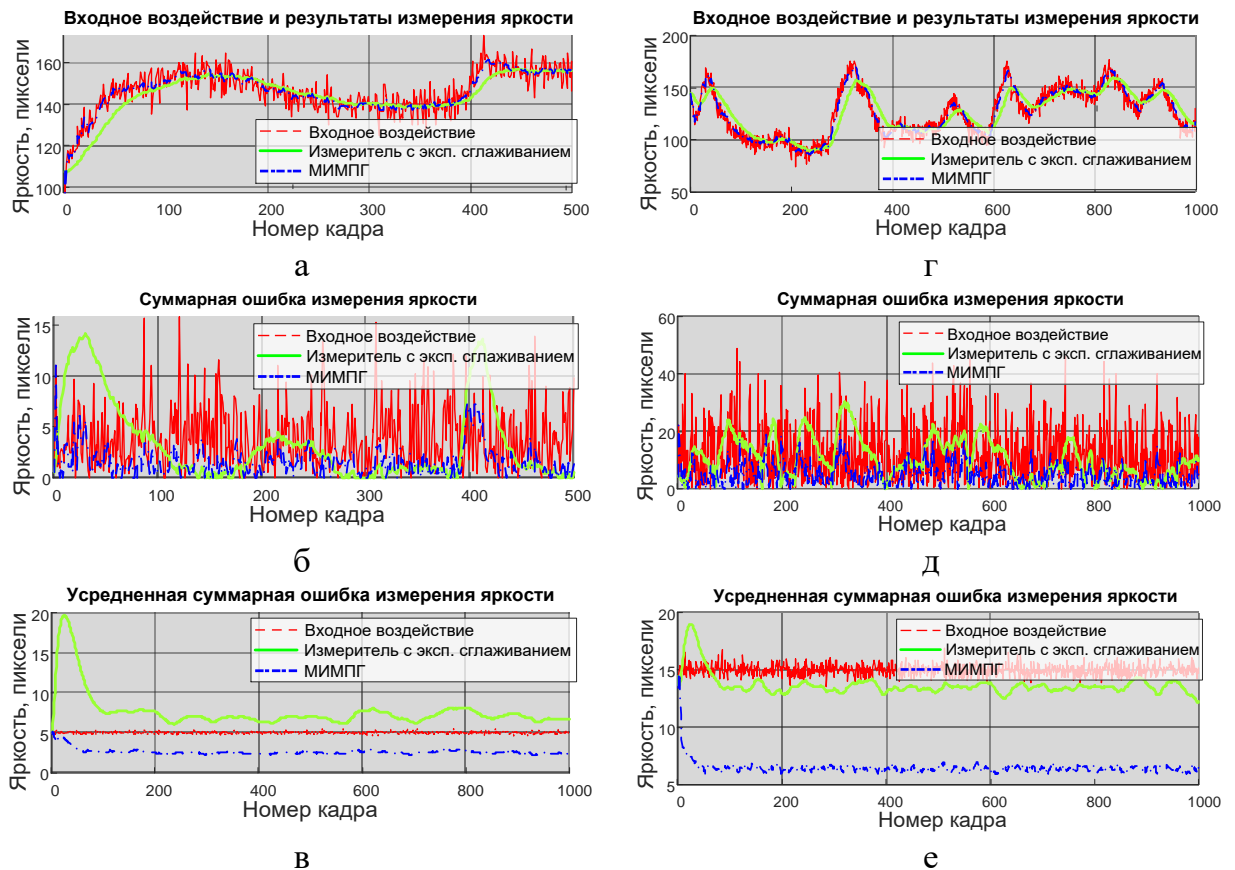 Входное воздействие и результаты измерения яркости
Яркость, пиксели
160
140
120
100
Входное воздействие
Измеритель с эксп. сглаживанием
МИМПГ
0 100 200 300 400 500
Номер кадра
а
Входное воздействие и результаты измерения яркости
Яркость, пиксели
200
150
100
50
Входное воздействие
Измеритель с эксп. сглаживанием
МИМПГ
0 200 400 600 800 1000
Номер кадра
г
Суммарная ошибка измерения яркости
Яркость, пиксели
15
10
5
0
Входное воздействие
Измеритель с эксп. сглаживанием
МИМПГ
0 100 200 300 400 500
Номер кадра
б
Суммарная ошибка измерения яркости
Яркость, пиксели
60
40
20
0
Входное воздействие
Измеритель с эксп. сглаживанием
МИМПГ
0 200 400 600 800 1000
Номер кадра
д
Усредненная суммарная ошибка измерения яркости
Яркость, пиксели
20
15
10
5
0
Входное воздействие
Измеритель с эксп. сглаживанием
МИМПГ
0 200 400 600 800 1000
Номер кадра
в
Усредненная суммарная ошибка измерения яркости
Яркость, пиксели
20
15
10
5
Входное воздействие
Измеритель с эксп. сглаживанием
МИМПГ
0 200 400 600 800 1000
Номер кадра
е